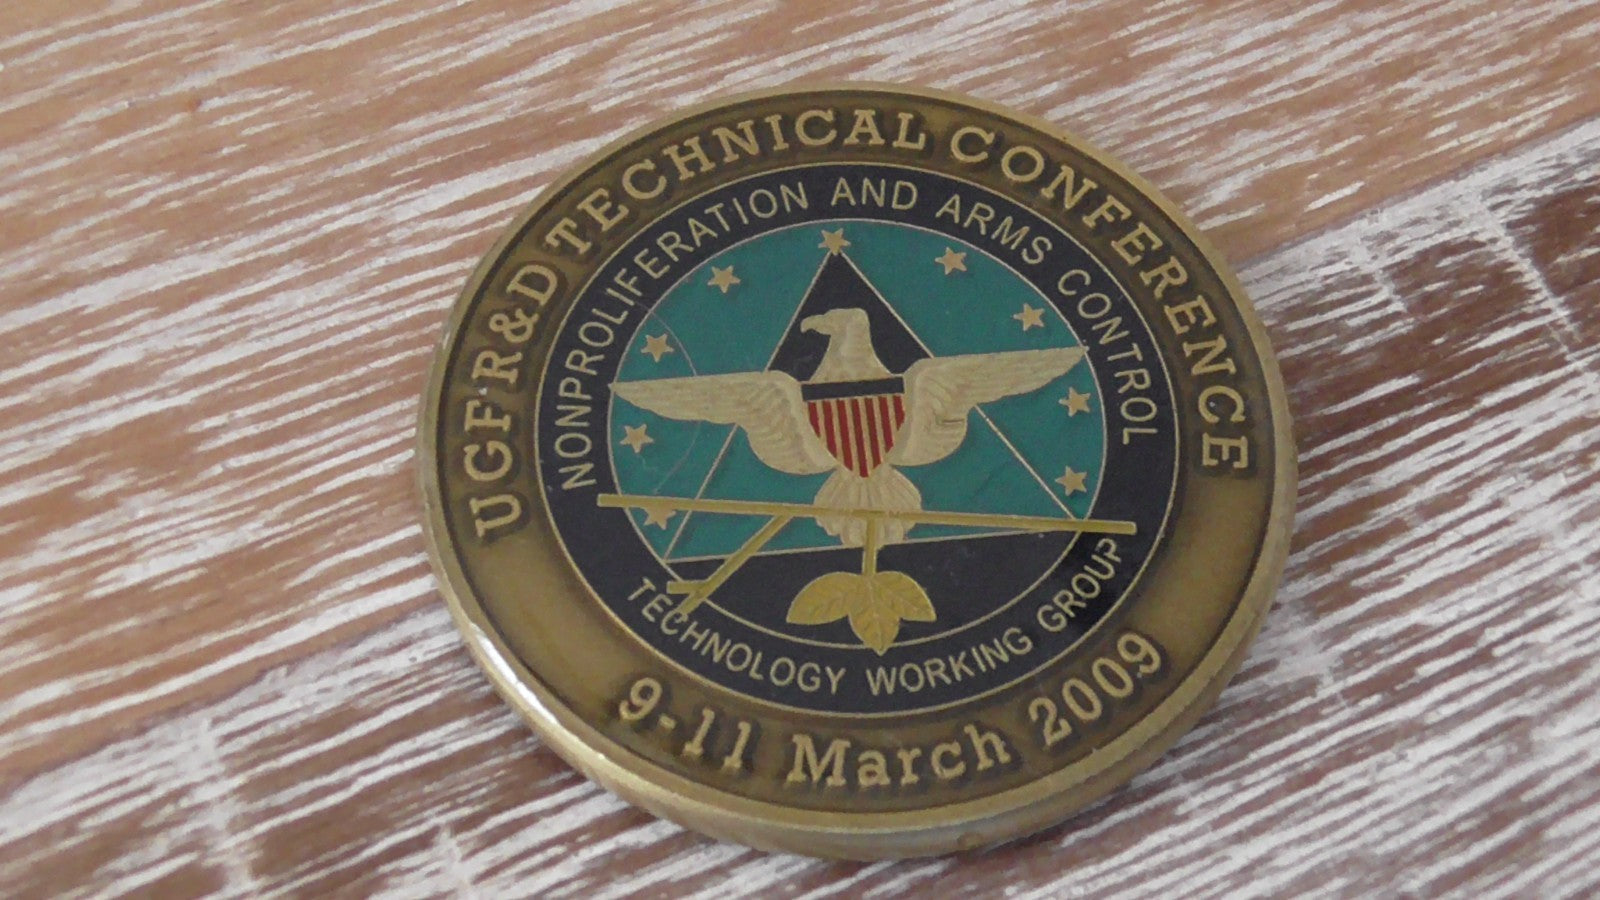 UGF R&D TECHNICAL CONFERENCE
NONPROLIFERATION AND ARMS CONTROL
TECHNOLOGY WORKING GROUP
9-11 March 2009